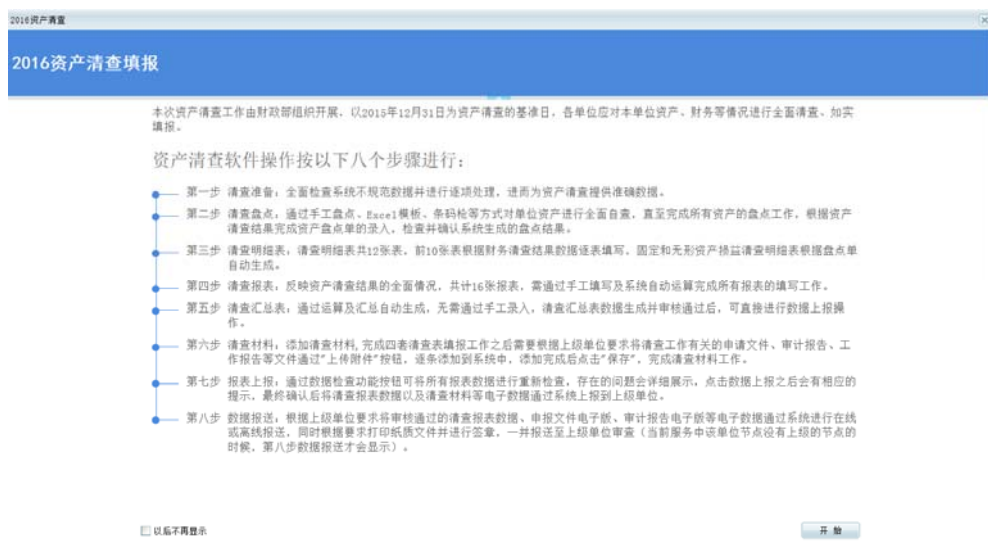 2016资产清查
2016资产清查填报
本次资产清查工作由财政部组织开展，以2015年12月31日为资产清查的基准日，各单位应对本单位资产、财务等情况进行全面清查、如实
填报。
资产清查软件操作按以下八个步骤进行：
第一步 清查准备：全面检查系统不规范数据并进行逐项处理，进而为资产清查提供准确数据。
第二步 清查盘点：通过手工盘点、Excel模板、条码枪等方式对单位资产进行全面自查，直至完成所有资产的盘点工作，根据资产
清查结果完成资产盘点单的录入，检查并确认系统生成的盘点结果。
第三步 清查明细表：清查明细表共12张表，前10张表根据财务清查结果数据逐表填写，固定和无形资产损益清查明细表根据盘点单
自动生成。
第四步 清查报表：反映资产清查结果的全面情况，共计16张报表，需通过手工填写及系统自动运算完成所有报表的填写工作。
第五步 清查汇总表：通过运算及汇总自动生成，无需通过手工录入，清查汇总表数据生成并审核通过后，可直接进行数据上报操
作。
第六步 清查材料：添加清查材料,完成四套清查表填报工作之后需要根据上级单位要求将清查工作有关的申请文件、审计报告、工
作报告等文件通过"上传附件"按钮，逐条添加到系统中，添加完成后点击"保存"，完成清查材料工作。
第七步 报表上报：通过数据检查功能按钮可将所有报表数据进行重新检查，存在的问题会详细展示，点击数据上报之后会有相应的
提示，最终确认后将清查报表数据以及清查材料等电子数据通过系统上报到上级单位。
第八步 数据报送：根据上级单位要求将审核通过的清查报表数据、申报文件电子版、审计报告电子版等电子数据通过系统进行在线
或离线报送，同时根据要求打印纸质文件并进行签章，一并报送至上级单位审查（当前服务中该单位节点没有上级的节点的
时候，第八步数据报送才会显示）。
以后不再显示
开 始